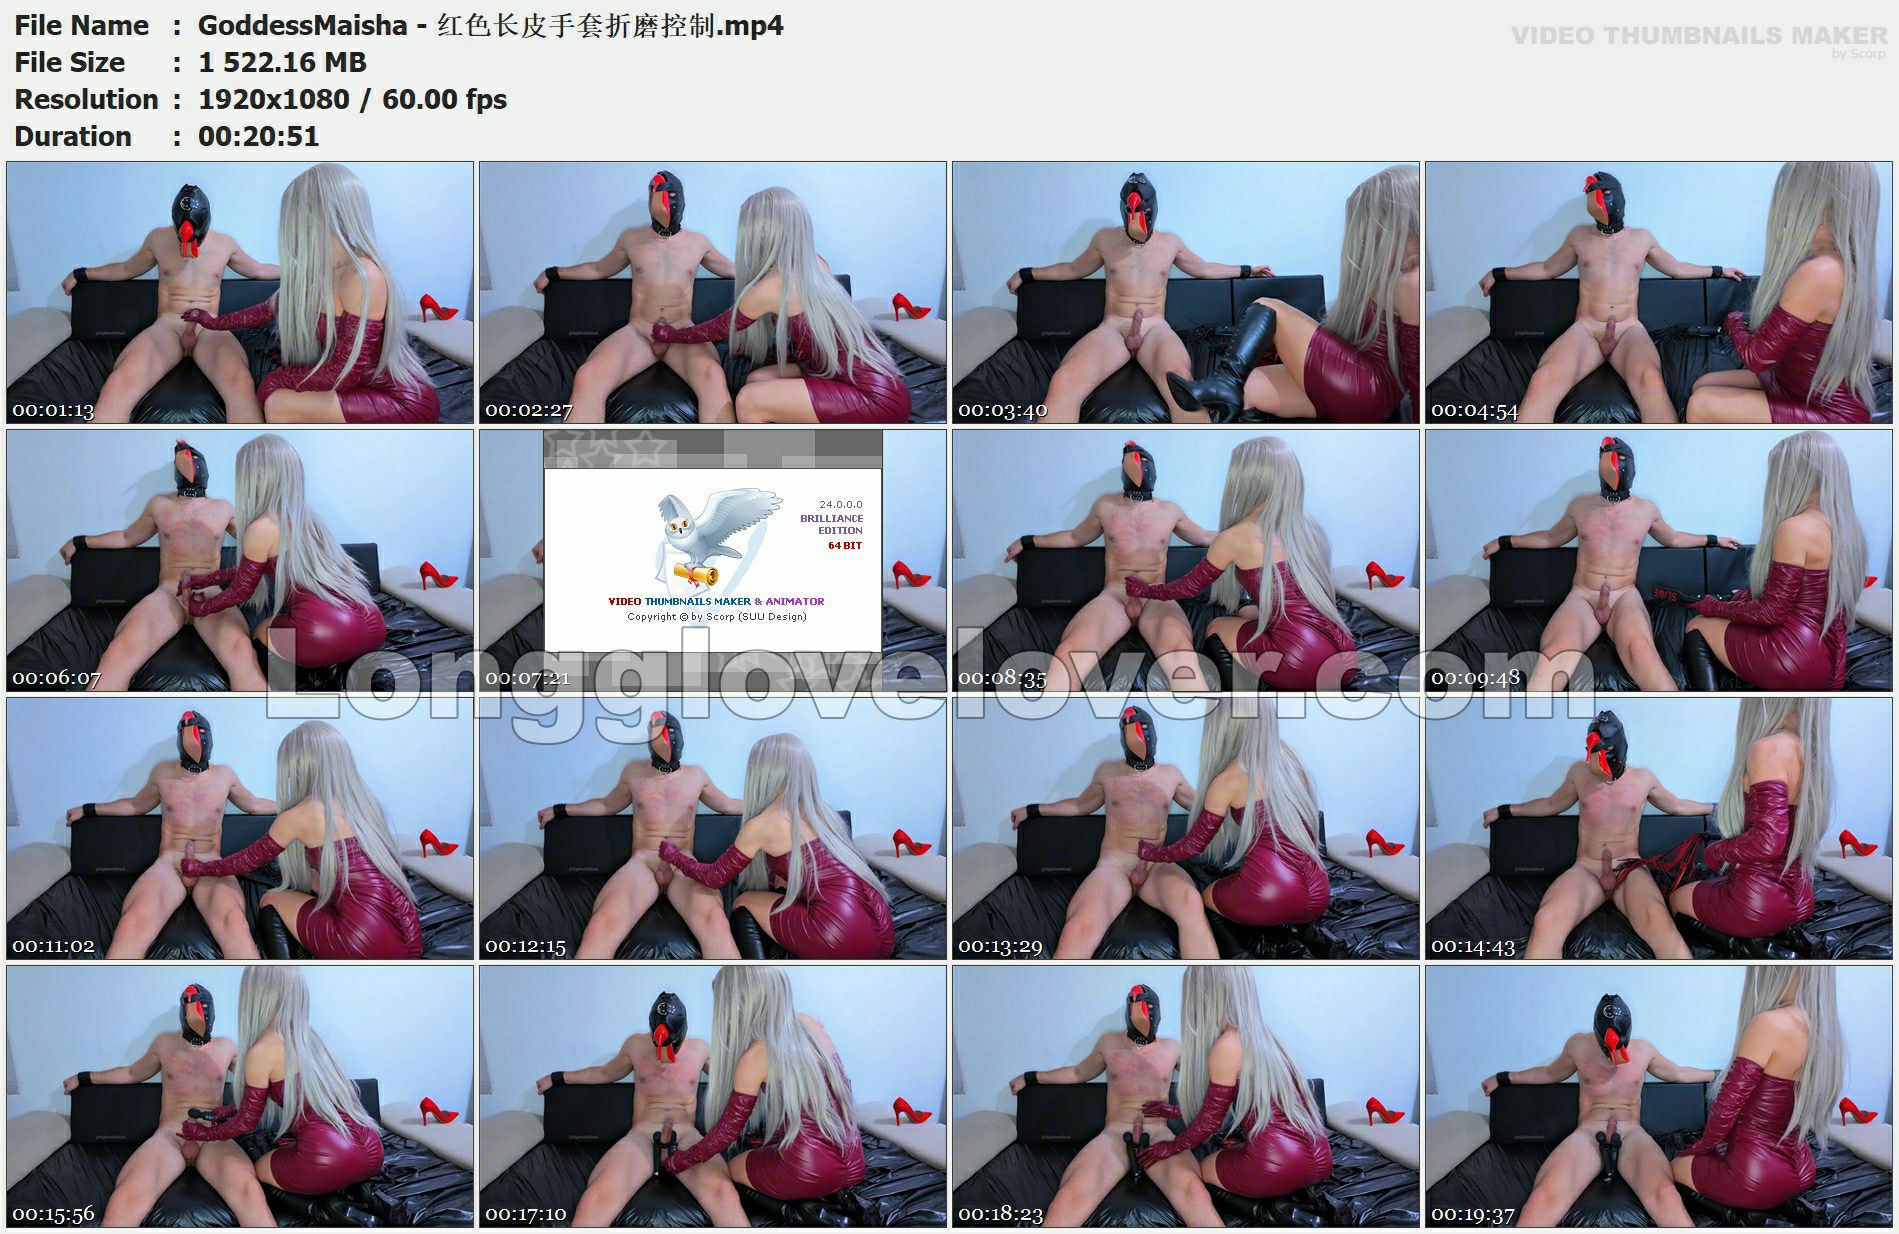 File Name : GoddessMaisha - 红色长皮手套折磨控制.mp4
VIDEO THUMBNAILS MAKER
by Scorp
File Size : 1 522.16 MB
Resolution : 1920x1080 / 60.00 fps
Duration : 00:20:51
00:01:13
00:02:27
00:03:40
00:04:54
24.0.0.0
BRILLIANCE
EDITION
64 BIT
VIDEO THUMBNAILS MAKER & ANIMATOR
Copyright © by Scorp (SUU Design)
SLAVE
00:06:07
00:07:21
00:08:35
00:09:48
Longglovelover.com
00:11:02
00:12:15
00:13:29
00:14:43
00:15:56
00:17:10
00:18:23
00:19:37